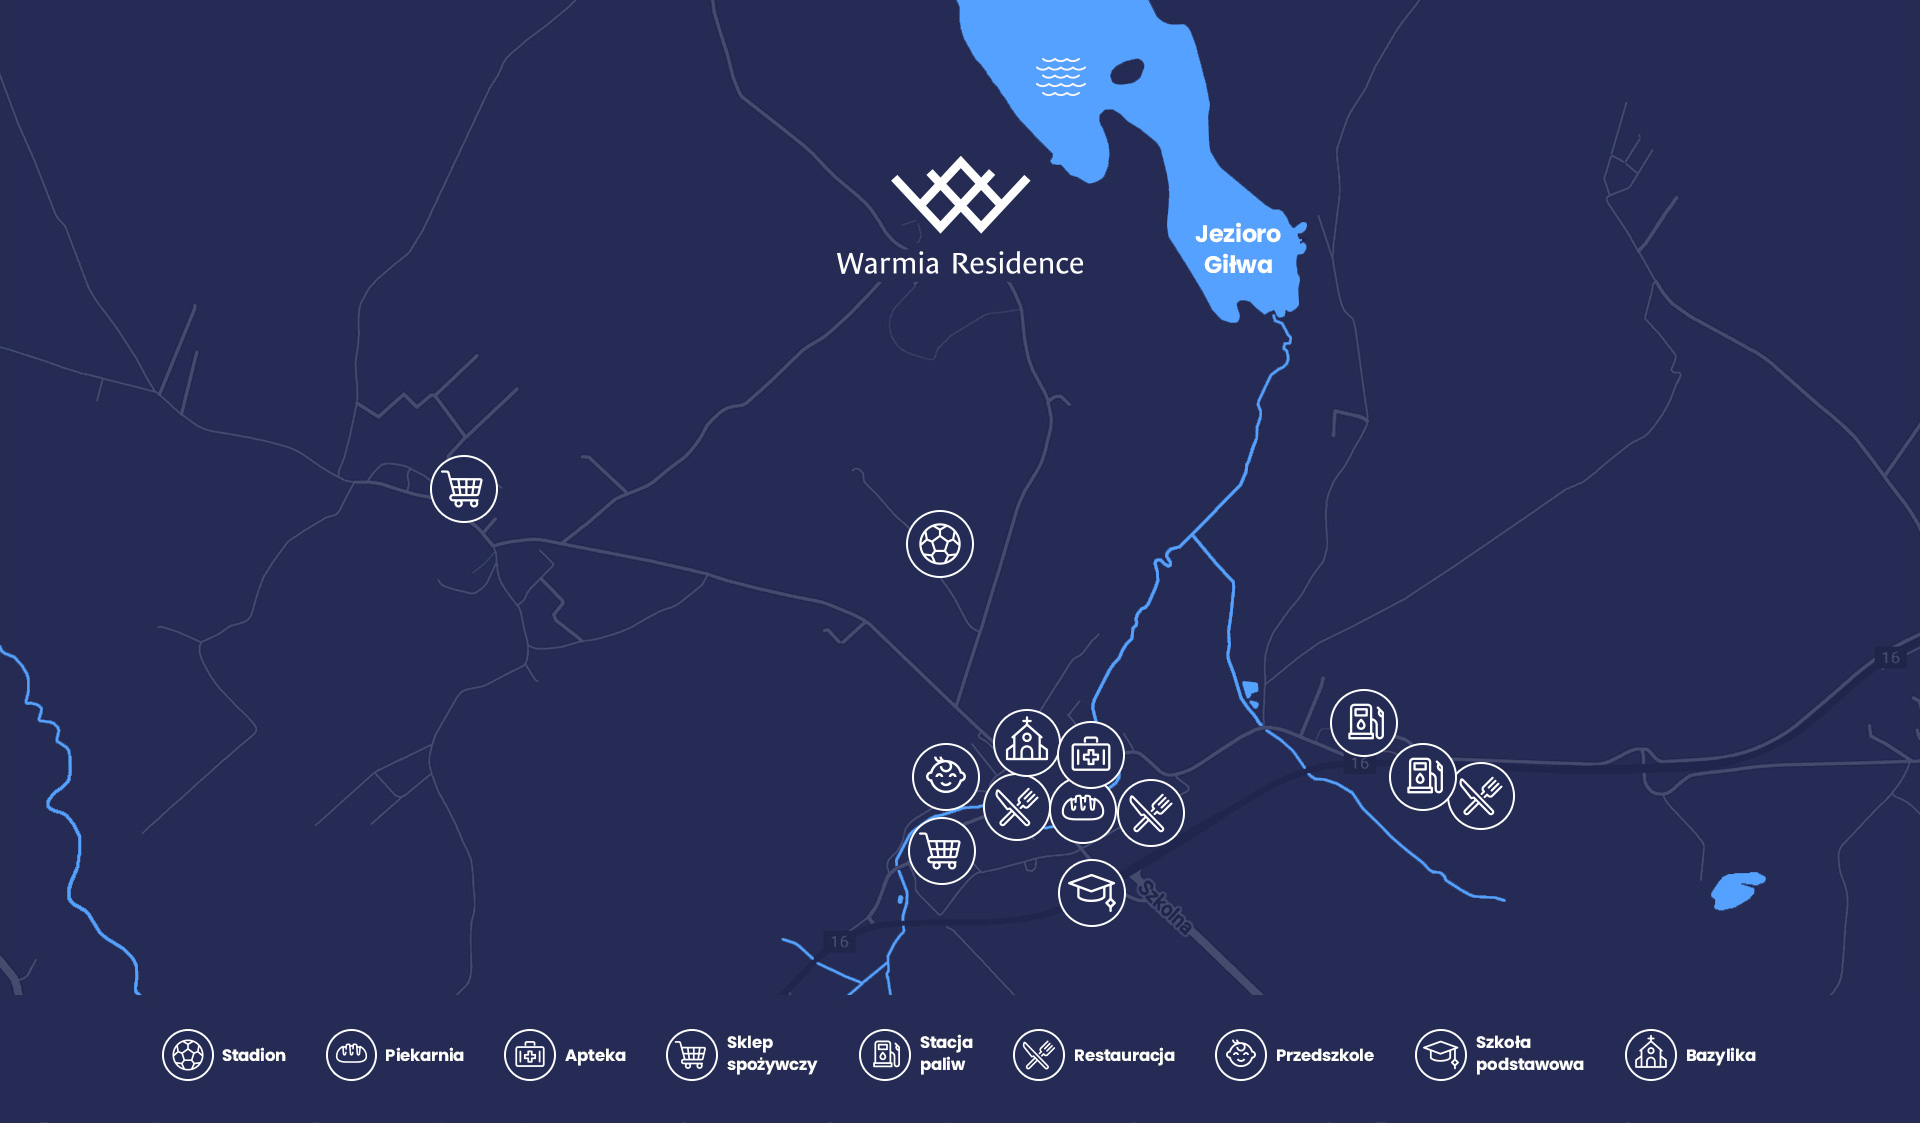 Jezioro
Giłwa
Warmia Residence
16
16
Szkolna
16
Stadion
Piekarnia
Apteka
Sklep
spożywczy
Stacja
paliw
Restauracja
Przedszkole
Szkoła
podstawowa
Bazylika